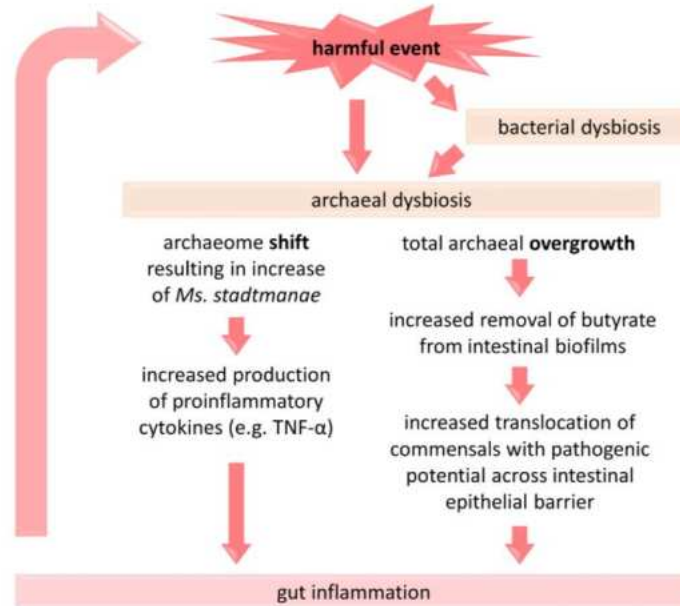 harmful event
bacterial dysbiosis
archaeal dysbiosis
archaeome shift
resulting in increase
of Ms. stadtmanae
increased production
of proinflammatory
cytokines (e.g. TNF-α)
total archaeal overgrowth
increased removal of butyrate
from intestinal biofilms
increased translocation of
commensals with pathogenic
potential across intestinal
epithelial barrier
gut inflammation